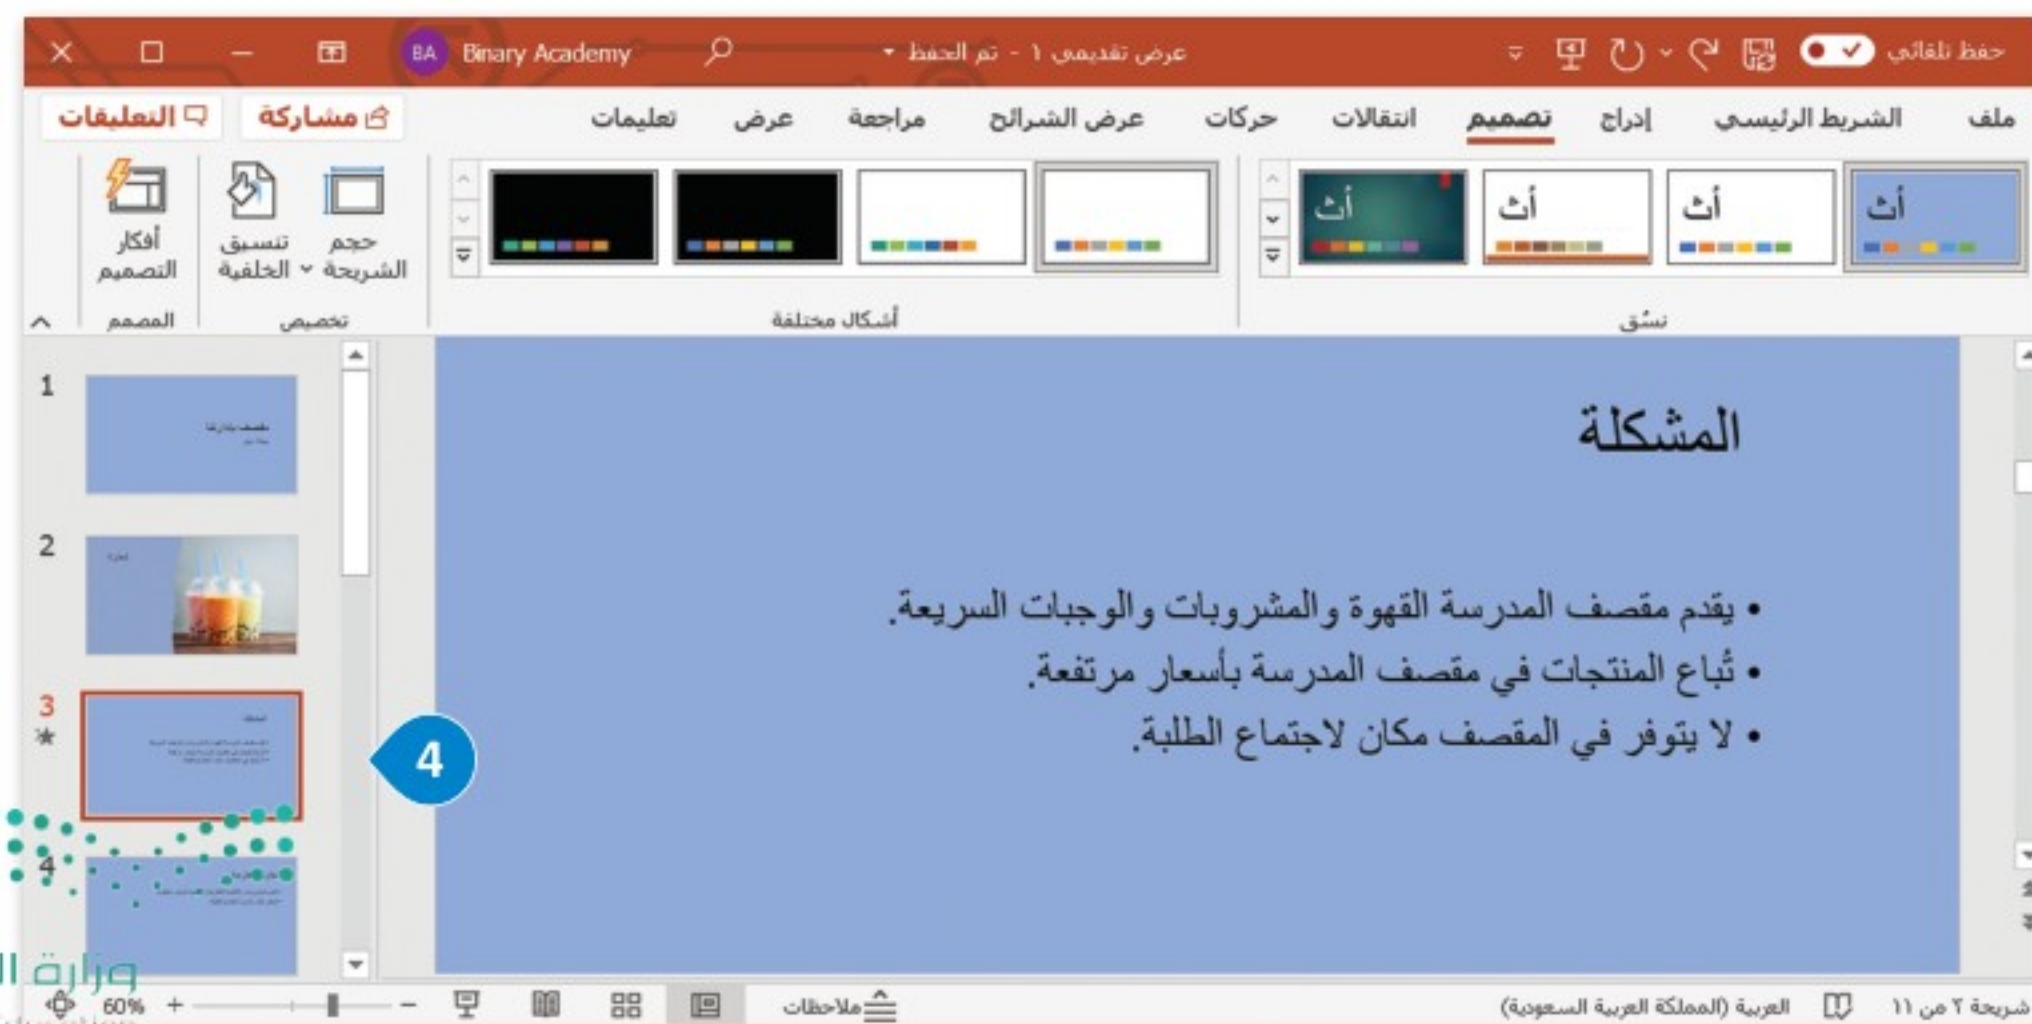 حفظ تلقائي
عرض تقديمي ١ - تم الحفظ
Binary Academy
BA
ملف
الشريط الرئيسي
إدراج
تصميم
انتقالات
حركات
عرض الشرائح
مراجعة
عرض
تعليمات
مشاركة
التعليقات
أث
أث
أث
أث
حجم الشريحة
تنسيق الخلفية
أفكار التصميم
نسُق
أشكال مختلفة
تخصيص
المصمم
المشكلة
• يقدم مقصف المدرسة القهوة والمشروبات والوجبات السريعة.
• تُباع المنتجات في مقصف المدرسة بأسعار مرتفعة.
• لا يتوفر في المقصف مكان لاجتماع الطلبة.
1
2
3
4
4
وزارة
شريحة ٣ من ١١
العربية (المملكة العربية السعودية)
ملاحظات
60%